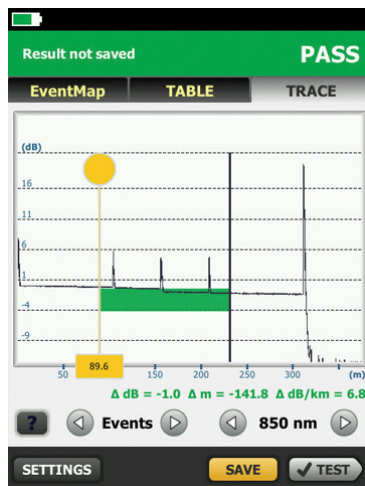 Result not saved PASS
EventMap TABLE TRACE
(dB)
16
11
6
1
-4
-9
89.6
50 150 200 250 300 (m)
Δ dB = -1.0 Δ m = -141.8 Δ dB/km = 6.8
? Events 850 nm
SETTINGS SAVE TEST